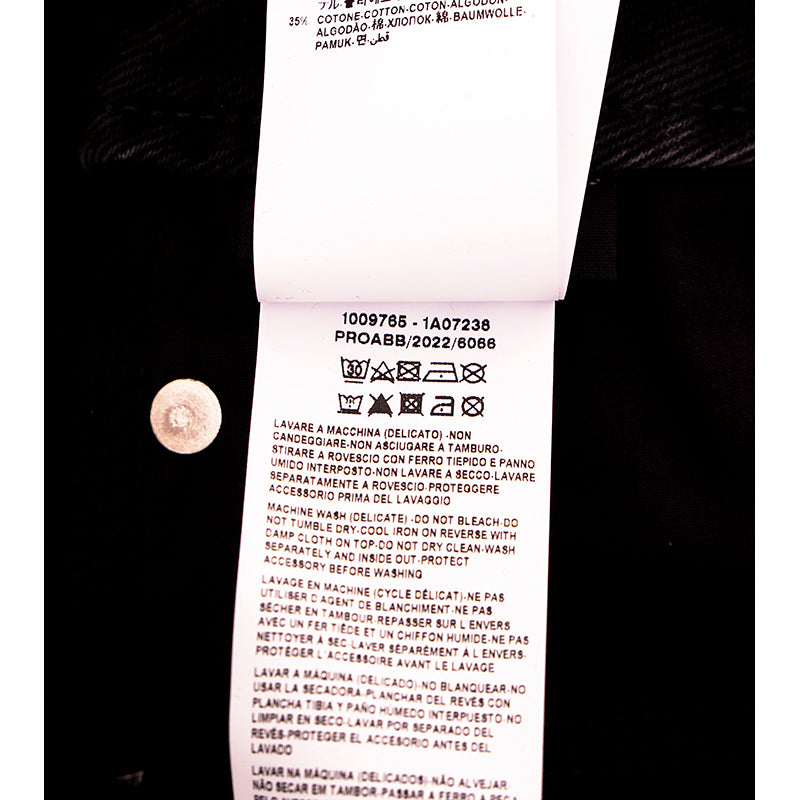 35% COTONE-COTTON-COTON-ALGODÓN-
ALGODÃO-棉-ХЛОПОК-綿-BAUMWOLLE-
PAMUK-면-قطن
1009765 - 1A07238
PROABB/2022/6066
30
LAVARE A MACCHINA (DELICATO) -NON
CANDEGGIARE-NON ASCIUGARE A TAMBURO-
STIRARE A ROVESCIO CON FERRO TIEPIDO E PANNO
UMIDO INTERPOSTO-NON LAVARE A SECCO-LAVARE
SEPARATAMENTE A ROVESCIO-PROTEGGERE
ACCESSORIO PRIMA DEL LAVAGGIO
MACHINE WASH (DELICATE) -DO NOT BLEACH-DO
NOT TUMBLE DRY-COOL IRON ON REVERSE WITH
DAMP CLOTH ON TOP-DO NOT DRY CLEAN-WASH
SEPARATELY AND INSIDE OUT-PROTECT
ACCESSORY BEFORE WASHING
LAVAGE EN MACHINE (CYCLE DÉLICAT)-NE PAS
UTILISER D AGENT DE BLANCHIMENT-NE PAS
SÉCHER EN TAMBOUR-REPASSER SUR L ENVERS
AVEC UN FER TIÈDE ET UN CHIFFON HUMIDE-NE PAS
NETTOYER À SEC LAVER SÉPARÉMENT À L ENVERS-
PROTÉGER L ACCESSOIRE AVANT LE LAVAGE
LAVAR A MÁQUINA (DELICADO)-NO BLANQUEAR-NO
USAR LA SECADORA-PLANCHAR DEL REVÉS CON
PLANCHA TIBIA Y PAÑO HÚMEDO INTERPUESTO-NO
LIMPIAR EN SECO-LAVAR POR SEPARADO DEL
REVÉS-PROTEGER EL ACCESORIO ANTES DEL
LAVADO
LAVAR NA MÁQUINA (DELICADOS)-NÃO ALVEJAR
NÃO SECAR EM TAMBOR-PASSAR A FERRO